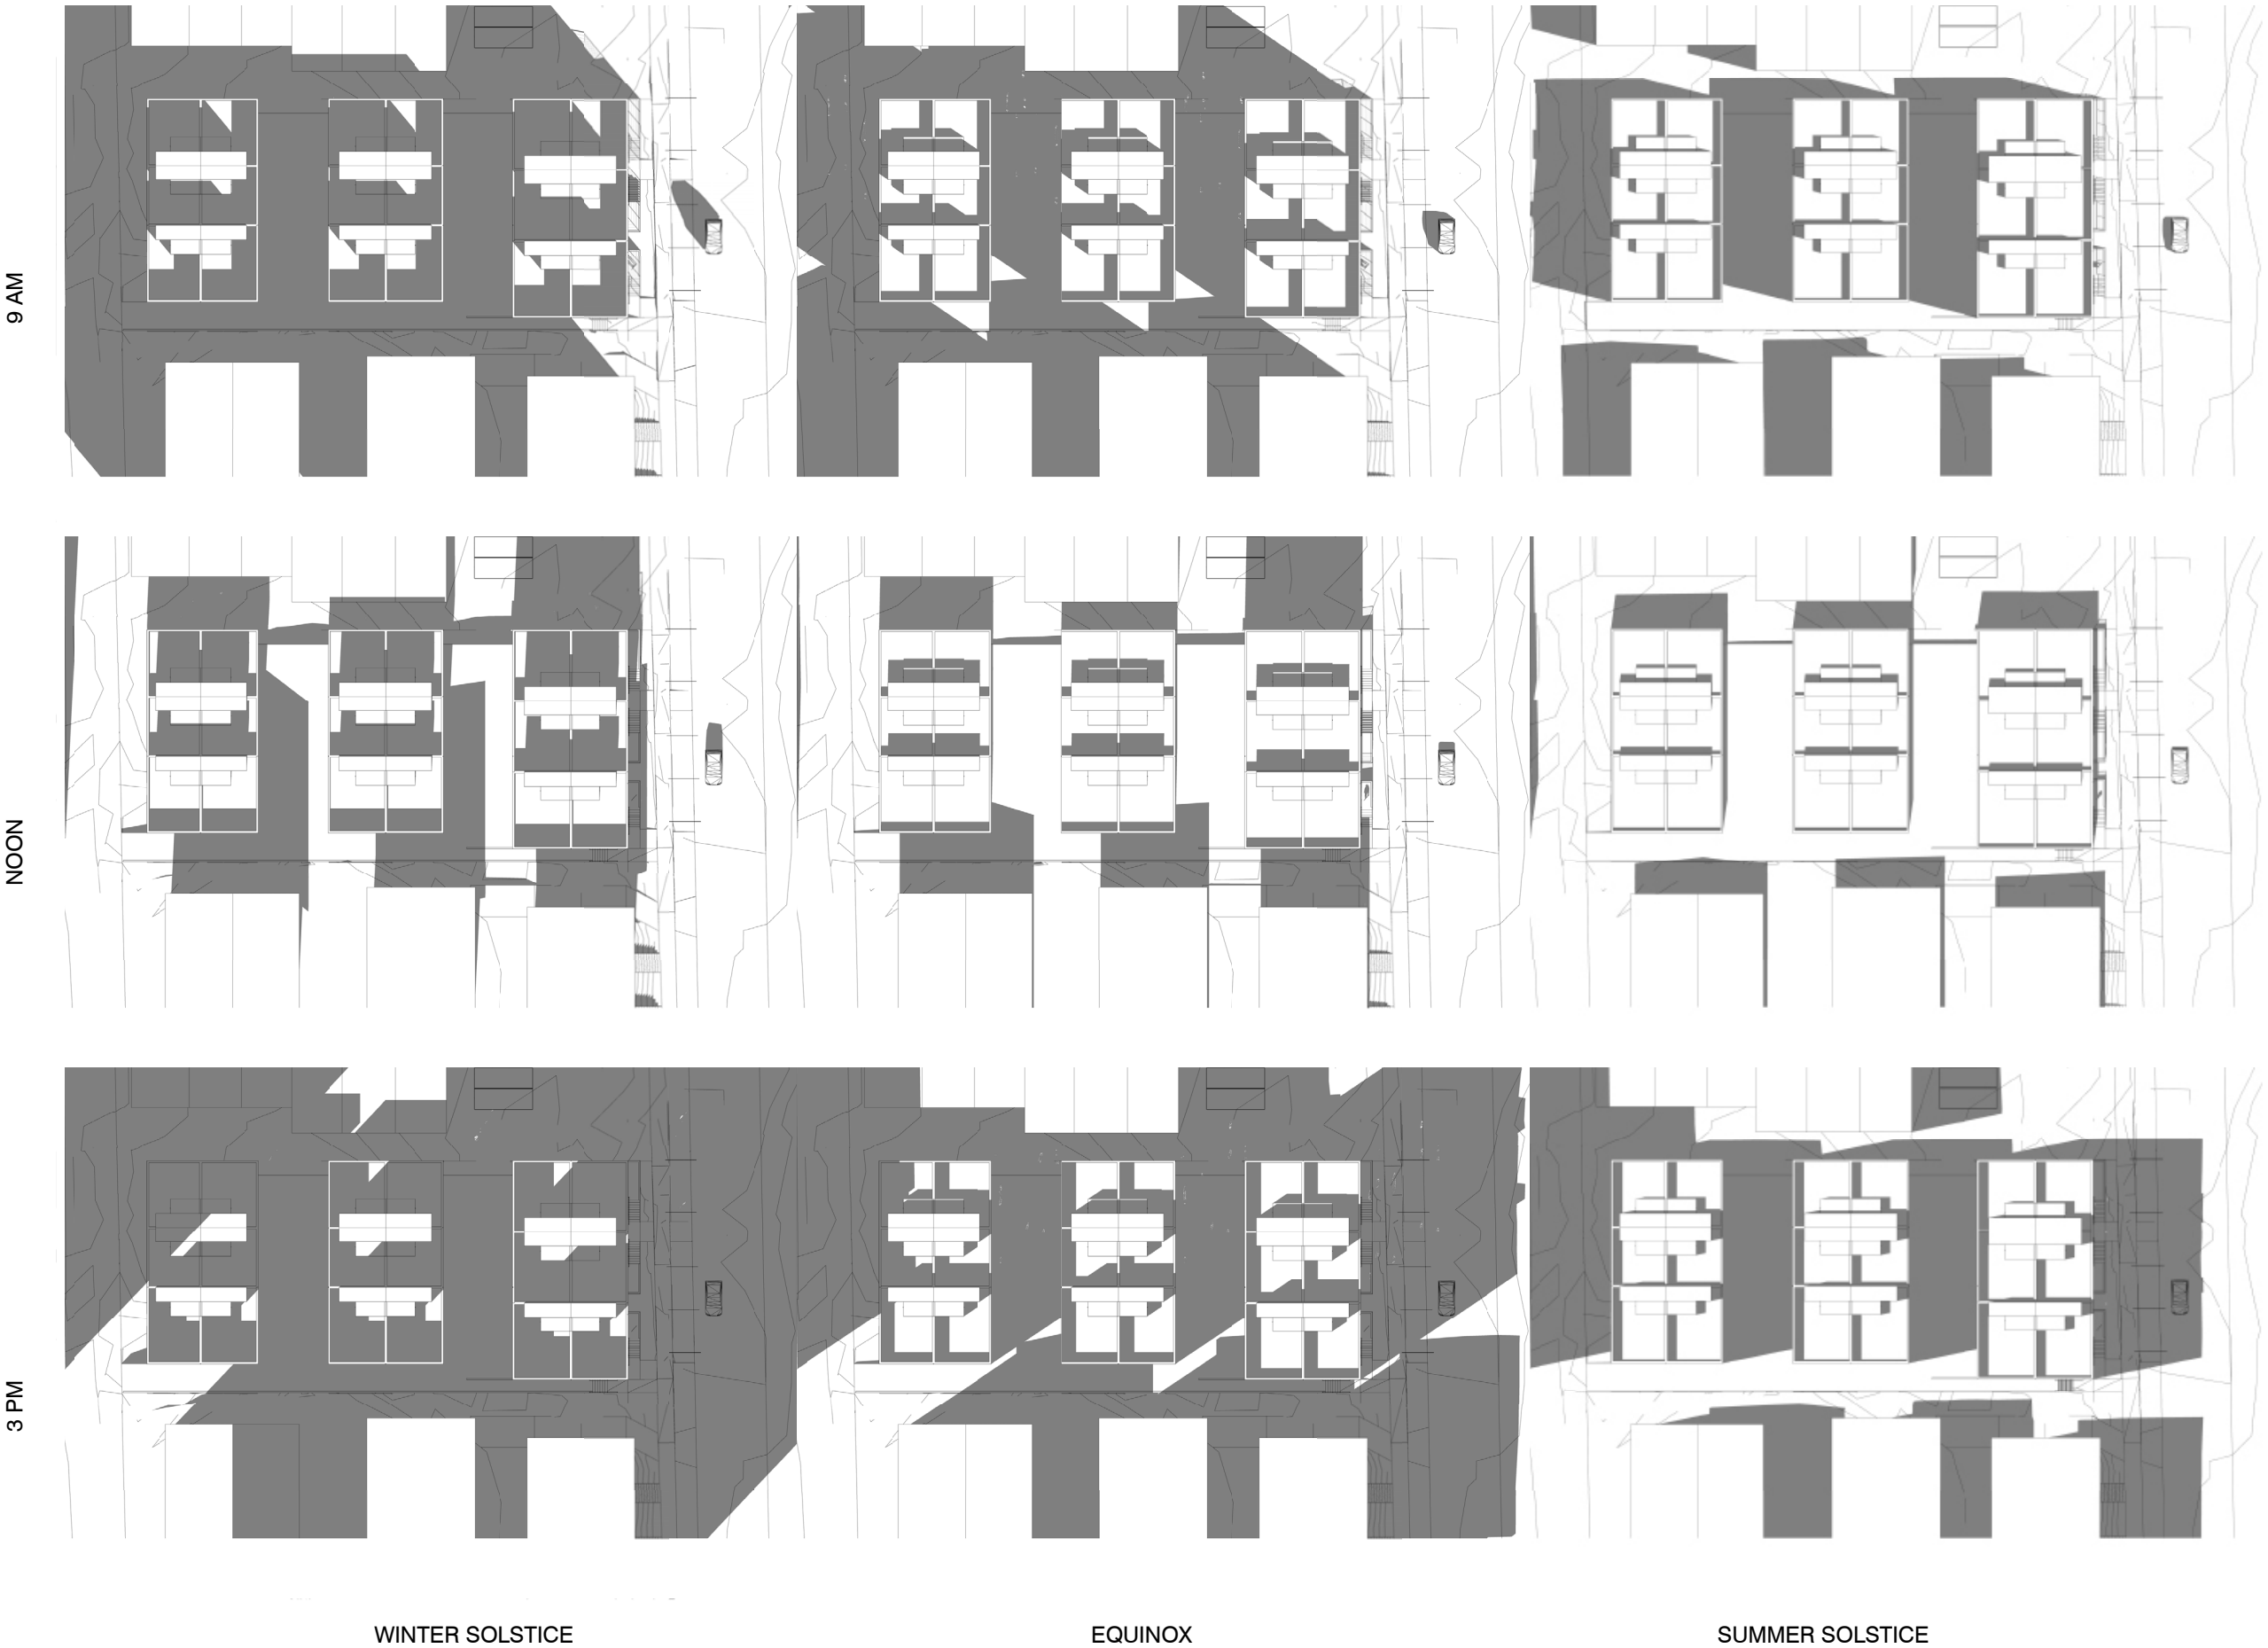 9 AM
NOON
3 PM
WINTER SOLSTICE
EQUINOX
SUMMER SOLSTICE